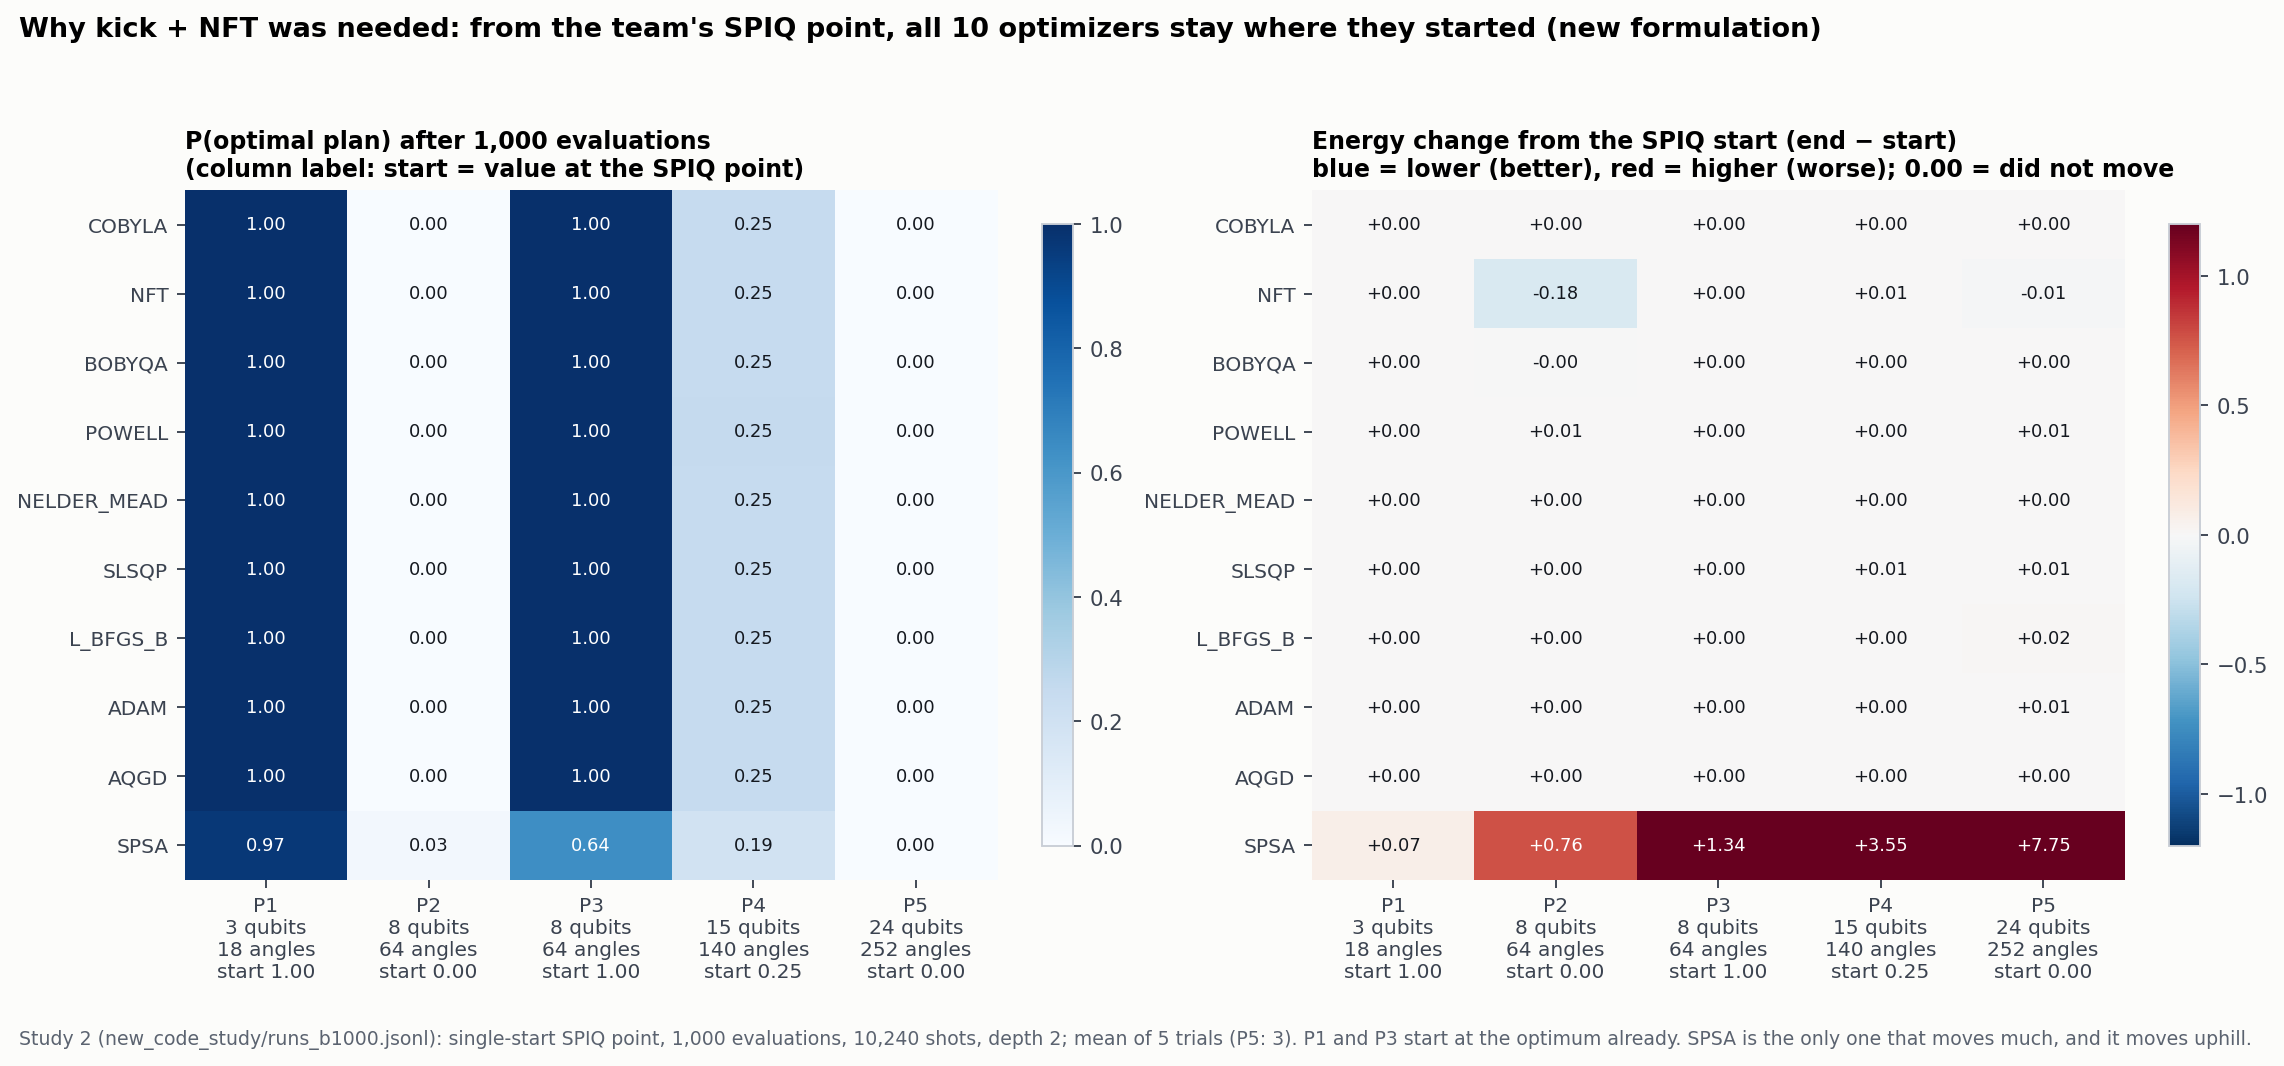 Why kick + NFT was needed: from the team's SPIQ point, all 10 optimizers stay where they started (new formulation)
P(optimal plan) after 1,000 evaluations
(column label: start = value at the SPIQ point)
COBYLA 1.00 0.00 1.00 0.25 0.00
NFT 1.00 0.00 1.00 0.25 0.00
BOBYQA 1.00 0.00 1.00 0.25 0.00
POWELL 1.00 0.00 1.00 0.25 0.00
NELDER_MEAD 1.00 0.00 1.00 0.25 0.00
SLSQP 1.00 0.00 1.00 0.25 0.00
L_BFGS_B 1.00 0.00 1.00 0.25 0.00
ADAM 1.00 0.00 1.00 0.25 0.00
AQGD 1.00 0.00 1.00 0.25 0.00
SPSA 0.97 0.03 0.64 0.19 0.00
P1 P2 P3 P4 P5
3 qubits 8 qubits 8 qubits 15 qubits 24 qubits
18 angles 64 angles 64 angles 140 angles 252 angles
start 1.00 start 0.00 start 1.00 start 0.25 start 0.00
1.0
0.8
0.6
0.4
0.2
0.0
Energy change from the SPIQ start (end − start)
blue = lower (better), red = higher (worse); 0.00 = did not move
COBYLA +0.00 +0.00 +0.00 +0.00 +0.00
NFT +0.00 -0.18 +0.00 +0.01 -0.01
BOBYQA +0.00 -0.00 +0.00 +0.00 +0.00
POWELL +0.00 +0.01 +0.00 +0.00 +0.01
NELDER_MEAD +0.00 +0.00 +0.00 +0.00 +0.00
SLSQP +0.00 +0.00 +0.00 +0.01 +0.01
L_BFGS_B +0.00 +0.00 +0.00 +0.00 +0.02
ADAM +0.00 +0.00 +0.00 +0.00 +0.01
AQGD +0.00 +0.00 +0.00 +0.00 +0.00
SPSA +0.07 +0.76 +1.34 +3.55 +7.75
P1 P2 P3 P4 P5
3 qubits 8 qubits 8 qubits 15 qubits 24 qubits
18 angles 64 angles 64 angles 140 angles 252 angles
start 1.00 start 0.00 start 1.00 start 0.25 start 0.00
1.0
0.5
0.0
−0.5
−1.0
Study 2 (new_code_study/runs_b1000.jsonl): single-start SPIQ point, 1,000 evaluations, 10,240 shots, depth 2; mean of 5 trials (P5: 3). P1 and P3 start at the optimum already. SPSA is the only one that moves much, and it moves uphill.